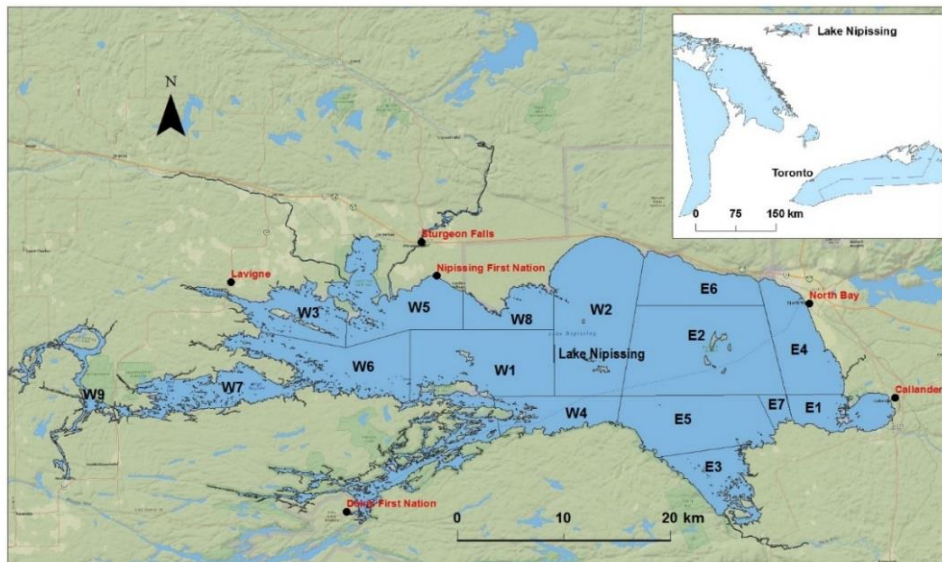 Lake Nipissing
Toronto
0 75 150 km
N
Sturgeon Falls
Nipissing First Nation
Lavigne
W3
W5
W8
W2
E6
North Bay
E2
E4
Lake Nipissing
Lake Nipissing
W6
W1
W7
W9
W4
E5
E7
E1
Callander
E3
First Nation
0 10 20 km